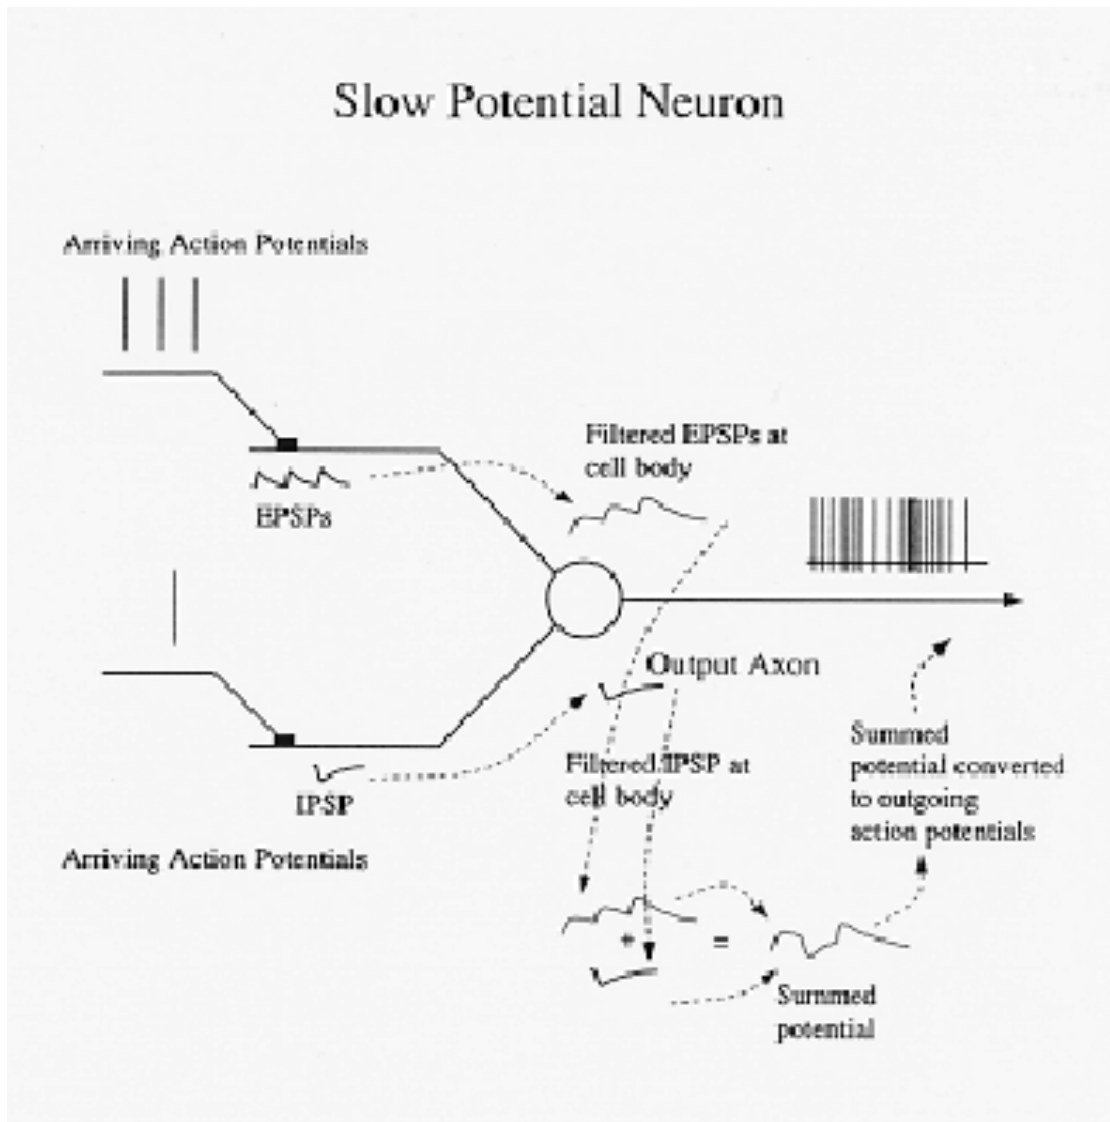 Slow Potential Neuron
Arriving Action Potentials
EPSPs
Filtered EPSPs at
cell body
Output Axon
IPSP
Filtered IPSP at
cell body
Arriving Action Potentials
Summed
potential converted
to outgoing
action potentials
+
=
Summed
potential